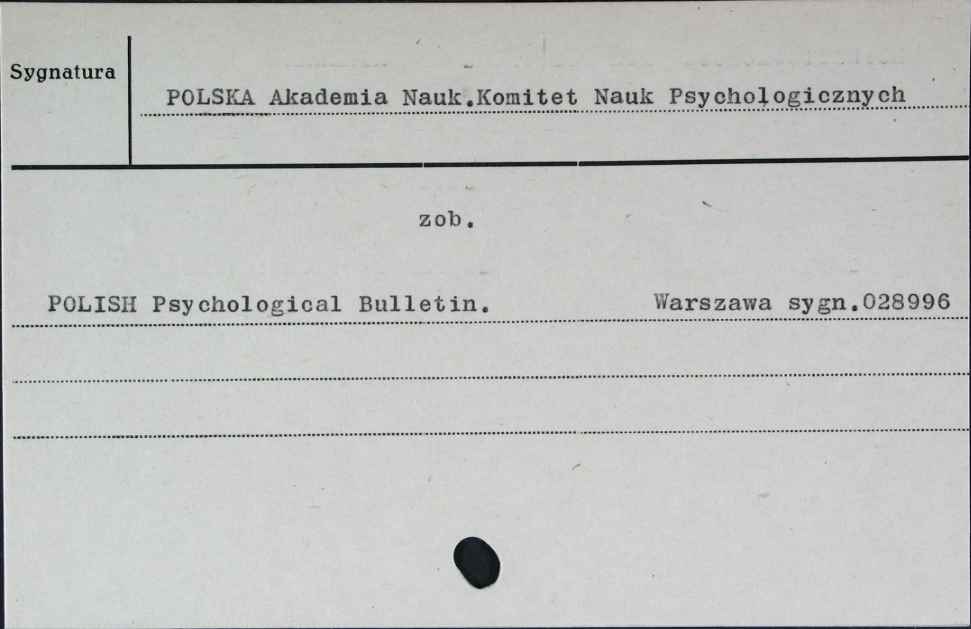 Sygnatura
POLSKA Akademia Nauk.Komitet Nauk Psychologicznych
zob.
POLISH Psychological Bulletin. Warszawa sygn.028996